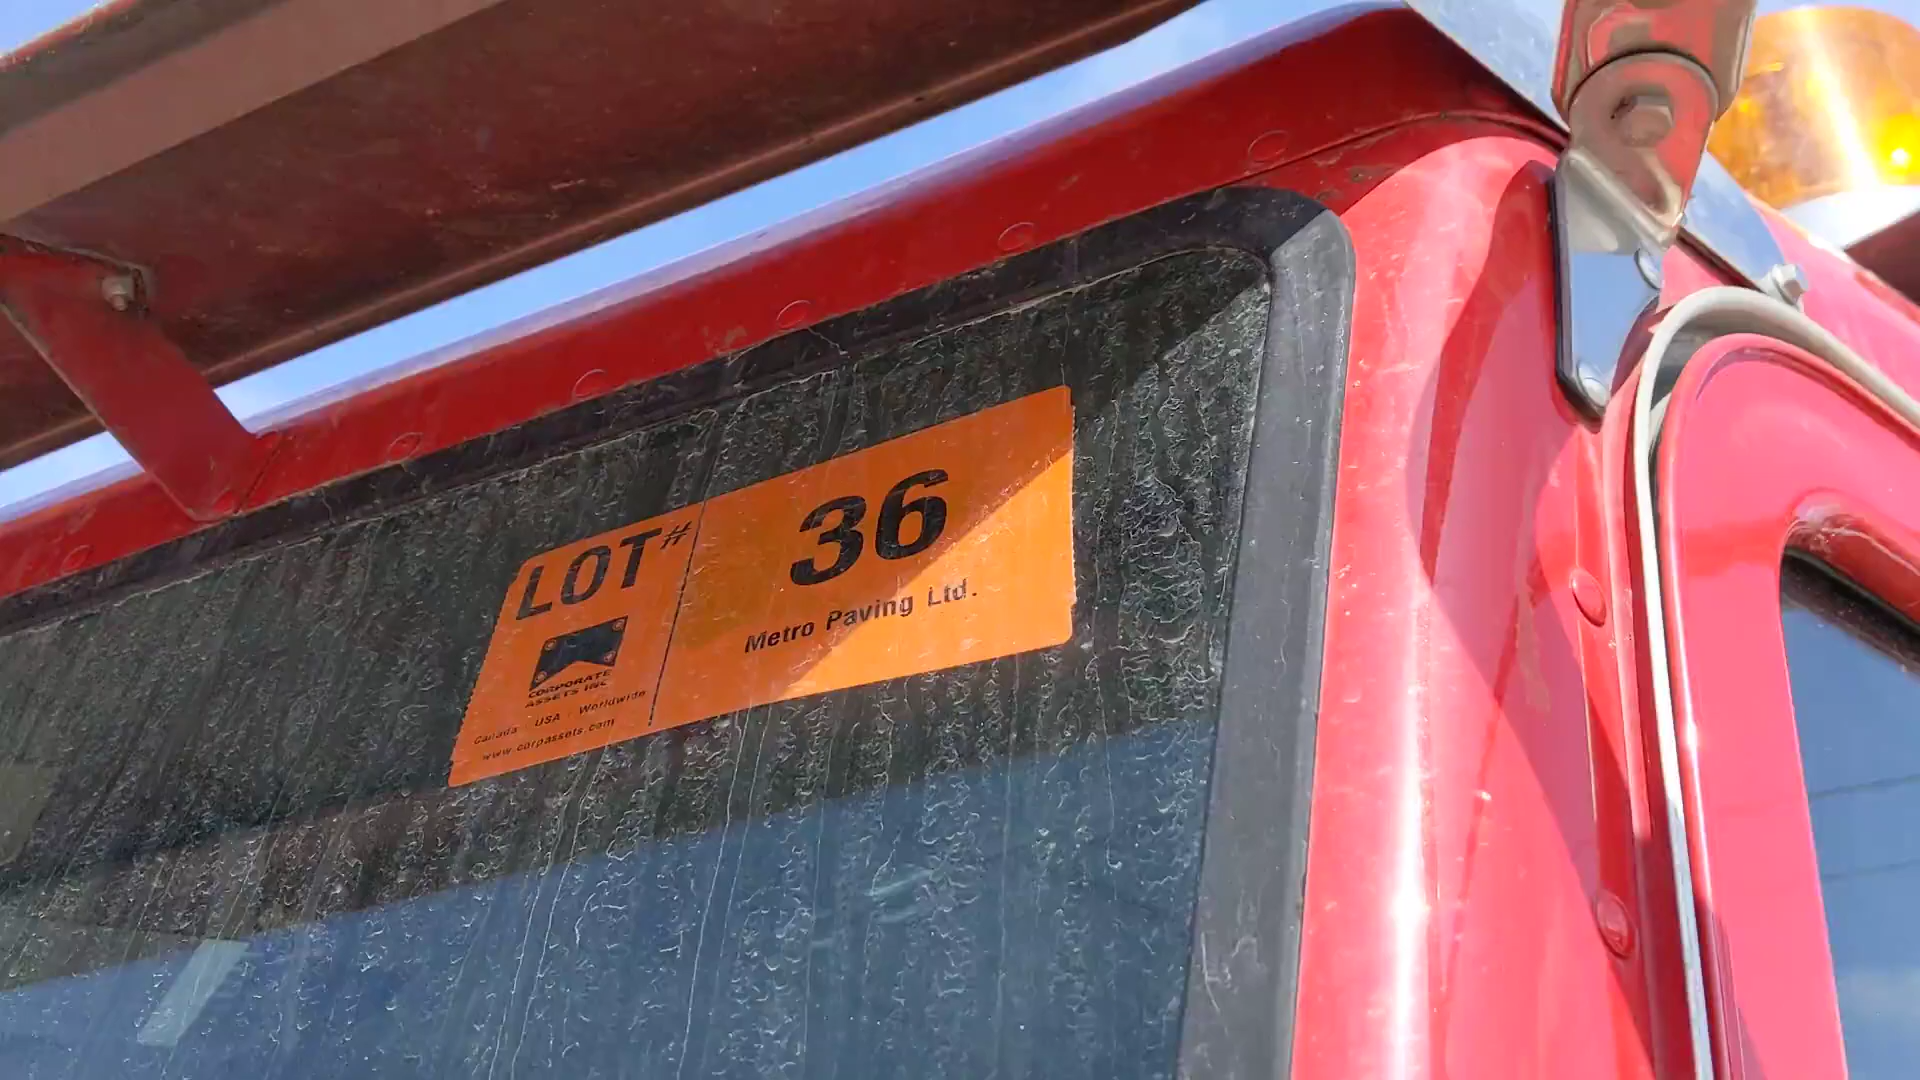 LOT#
36
Metro Paving Ltd.
CORPORATE
ASSETS INC
Canada USA Worldwide
www.corpassets.com